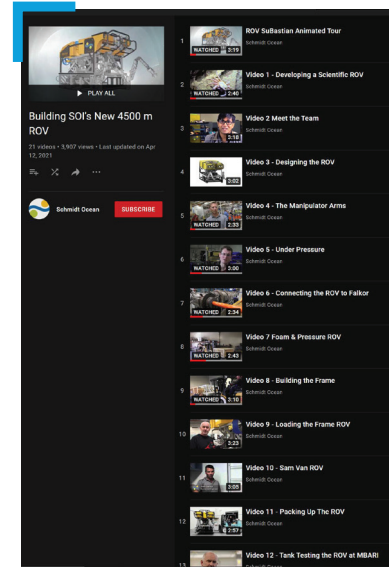 PLAY ALL
Building SOI's New 4500 m
ROV
21 videos • 3,907 views • Last updated on Apr
12, 2021
Schmidt Ocean
SUBSCRIBE
1
WATCHED 3:19
ROV SuBastian Animated Tour
Schmidt Ocean
2
WATCHED 2:40
Video 1 - Developing a Scientific ROV
Schmidt Ocean
3
WATCHED 3:18
Video 2 Meet the Team
Schmidt Ocean
4
2:02
Video 3 - Designing the ROV
Schmidt Ocean
5
WATCHED 2:33
Video 4 - The Manipulator Arms
Schmidt Ocean
6
WATCHED 3:00
Video 5 - Under Pressure
Schmidt Ocean
7
WATCHED 2:34
Video 6 - Connecting the ROV to Falkor
Schmidt Ocean
8
WATCHED 2:43
Video 7 Foam & Pressure ROV
Schmidt Ocean
9
WATCHED 3:10
Video 8 - Building the Frame
Schmidt Ocean
10
3:23
Video 9 - Loading the Frame ROV
Schmidt Ocean
11
3:05
Video 10 - Sam Van ROV
Schmidt Ocean
12
2:57
Video 11 - Packing Up The ROV
Schmidt Ocean
13
Video 12 - Tank Testing the ROV at MBARI
Schmidt Ocean